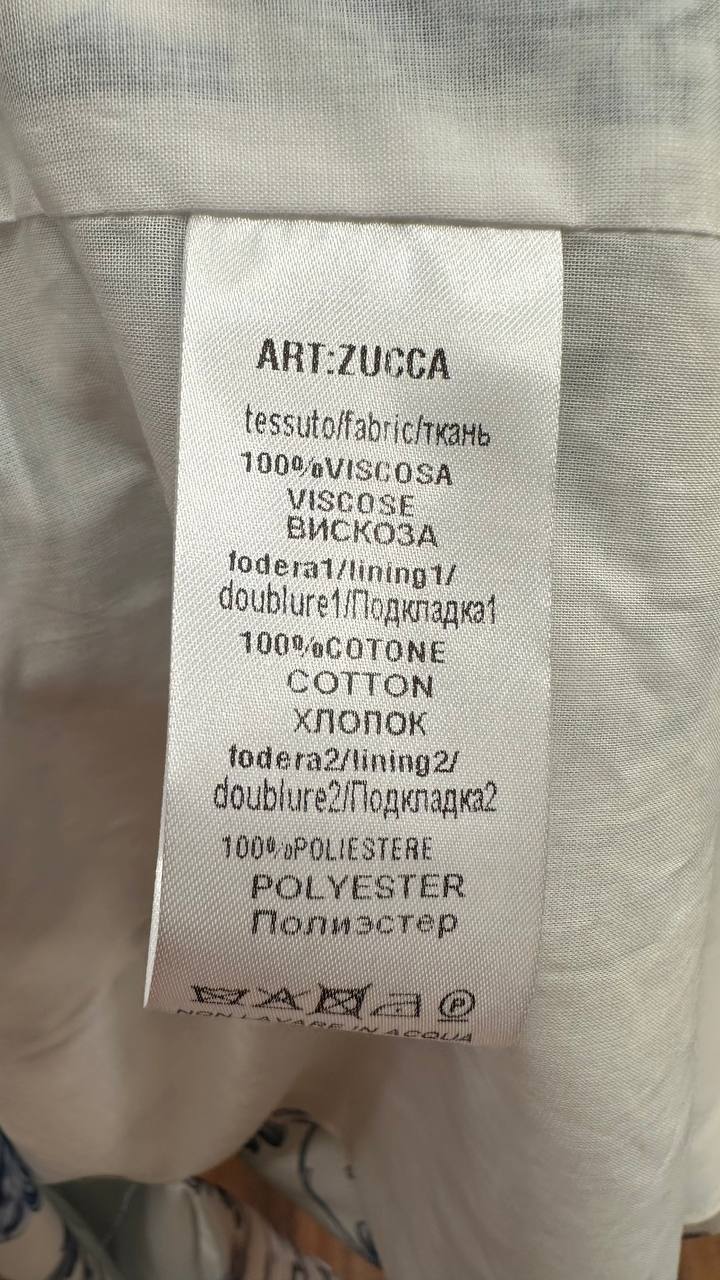 ART:ZUCCA
tessuto/fabric/ткань
100%VISCOSA
VISCOSE
ВИСКОЗА
fodera1/lining1/
doublure1/Подкладка1
100%COTONE
COTTON
ХЛОПОК
fodera2/lining2/
doublure2/Подкладка2
100%POLIESTERE
POLYESTER
Полиэстер
P
NON LAVARE IN ACQUA